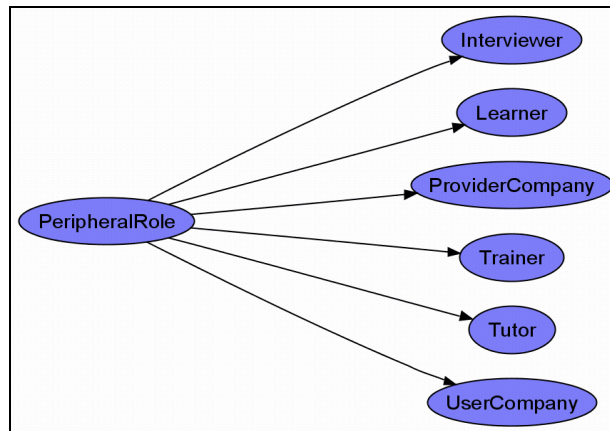 Interviewer
Learner
ProviderCompany
PeripheralRole
Trainer
Tutor
UserCompany